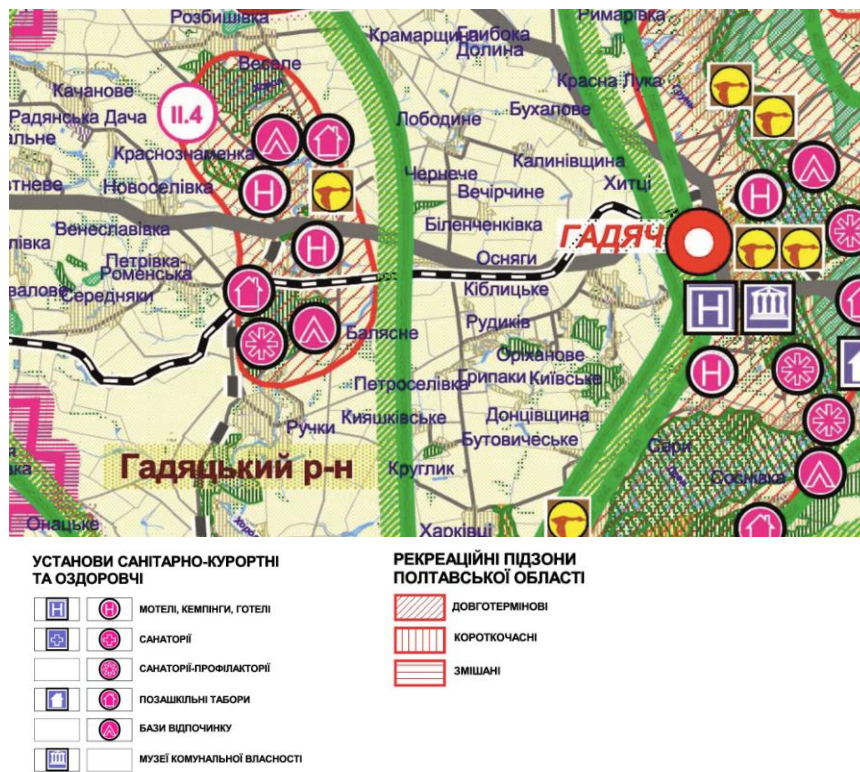 Розбишівка
Крамарщина
Глибока
Долина
Римарівка
Веселе
Качанове
Красна Лука
II.4
Радянська Дача
Лободине
Бухалове
Краснознаменка
Калинівщина
Чернече
Хитці
Новоселівка
Вечірчине
Венеславівка
Біленченківка
ГАДЯЧ
Петрівка-
Роменська
Осняги
Середняки
Кіблицьке
Рудиків
Балясне
Оріханове
Петроселівка
Грипаки
Київське
Ручки
Кияшківське
Донцівщина
Бутовичеське
Сари
Гадяцький р-н
Круглик
Соснівка
Онацьке
Харківці
УСТАНОВИ САНІТАРНО-КУРОРТНІ
ТА ОЗДОРОВЧІ
МОТЕЛІ, КЕМПІНГИ, ГОТЕЛІ
САНАТОРІЇ
САНАТОРІЇ-ПРОФІЛАКТОРІЇ
ПОЗАШКІЛЬНІ ТАБОРИ
БАЗИ ВІДПОЧИНКУ
МУЗЕЇ КОМУНАЛЬНОЇ ВЛАСНОСТІ
РЕКРЕАЦІЙНІ ПІДЗОНИ
ПОЛТАВСЬКОЇ ОБЛАСТІ
ДОВГОТЕРМІНОВІ
КОРОТКОЧАСНІ
ЗМІШАНІ